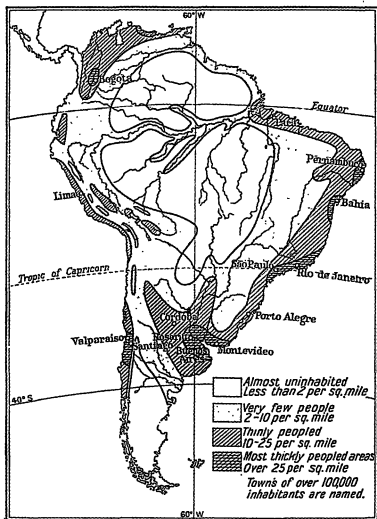 60° W
Bogota
Equator
Para
Pernambuco
Lima
Bahia
São Paulo
Tropic of Capricorn
Rio de Janeiro
Cordoba
Porto Alegre
Rosario
Valparaiso
Santiago
Buenos
Aires
Montevideo
40° S
Almost uninhabited
Less than 2 per sq. mile
Very few people
2-10 per sq. mile
Thinly peopled
10-25 per sq. mile
Most thickly peopled areas
Over 25 per sq. mile
Towns of over 100,000
inhabitants are named.
60° W